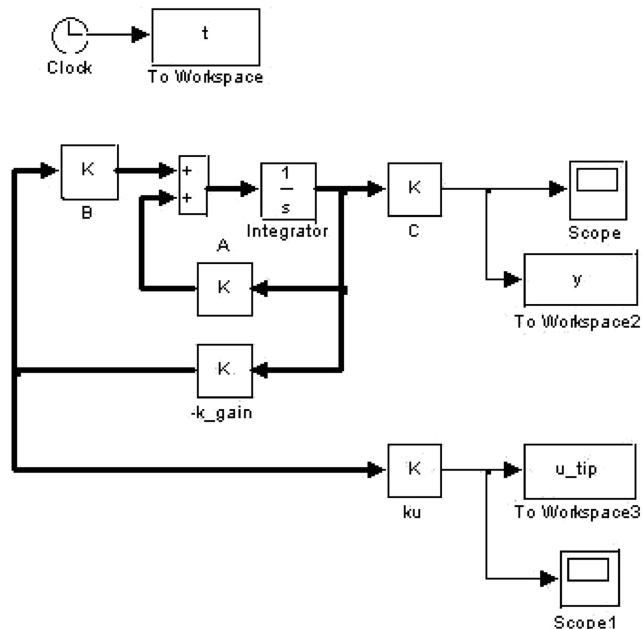 t
Clock
To Workspace
K
B
+
+
1
s
Integrator
K
C
Scope
A
K
y
To Workspace2
K
-k_gain
K
ku
u_tip
To Workspace3
Scope1